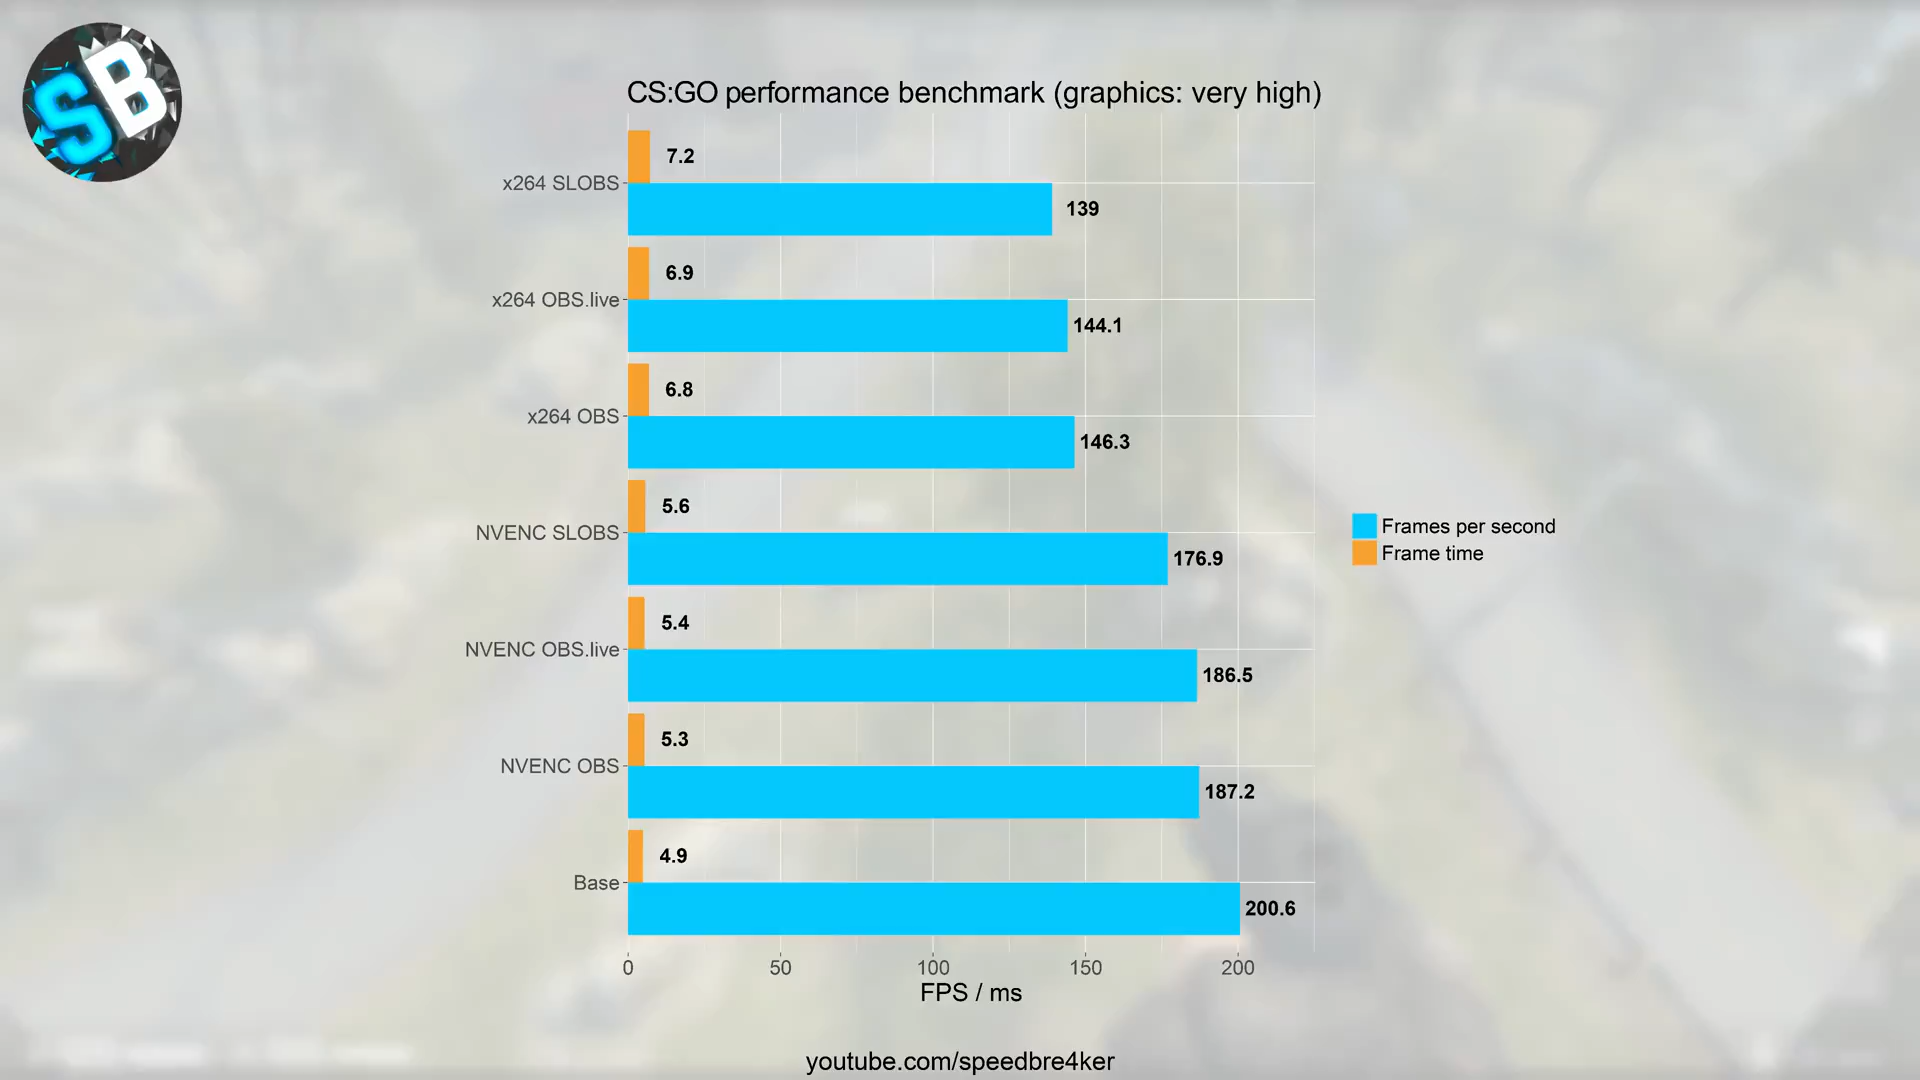 SB
CS:GO performance benchmark (graphics: very high)
7.2
x264 SLOBS
139
6.9
x264 OBS.live
144.1
6.8
x264 OBS
146.3
5.6
NVENC SLOBS
176.9
Frames per second
Frame time
5.4
NVENC OBS.live
186.5
5.3
NVENC OBS
187.2
4.9
Base
200.6
0 50 100 150 200
FPS / ms
youtube.com/speedbre4ker